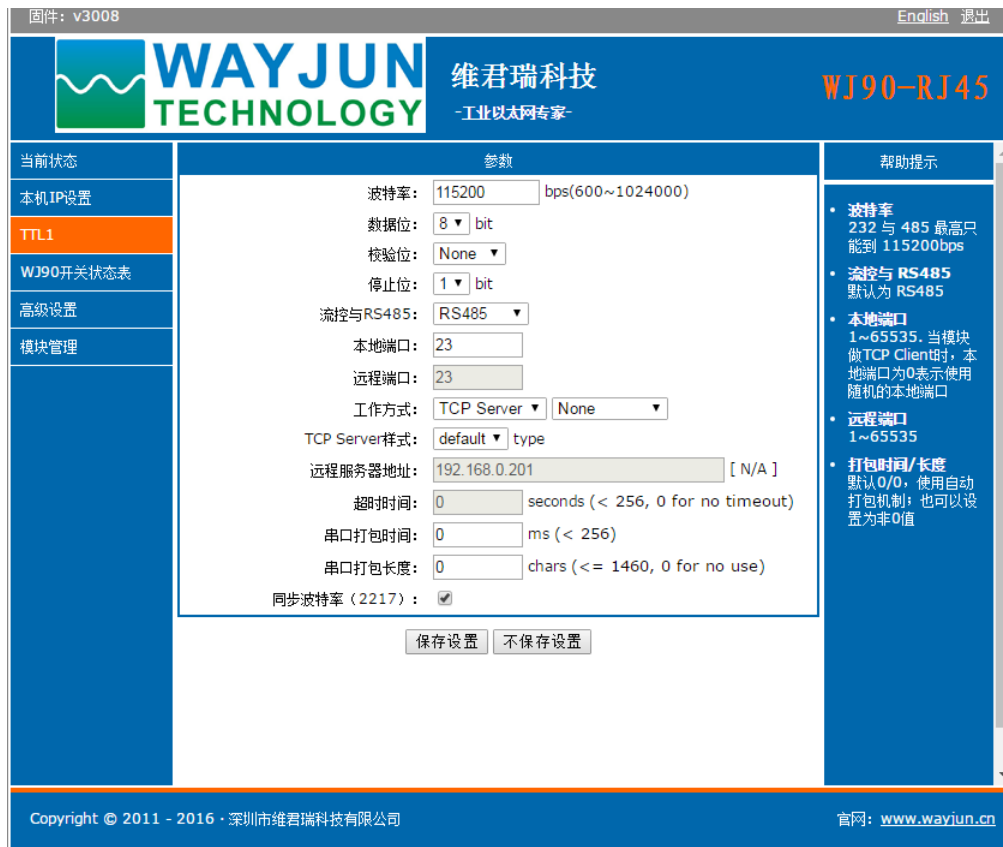 固件：v3008
English 退出
WAYJUN
TECHNOLOGY
维君瑞科技
-工业以太网专家-
WJ90-RJ45
当前状态
本机IP设置
TTL1
WJ90开关状态表
高级设置
模块管理
参数
波特率： 115200 bps(600~1024000)
数据位： 8 bit
校验位： None
停止位： 1 bit
流控与RS485： RS485
本地端口： 23
远程端口： 23
工作方式： TCP Server None
TCP Server样式： default type
远程服务器地址： 192.168.0.201 [ N/A ]
超时时间： 0 seconds (< 256, 0 for no timeout)
串口打包时间： 0 ms (< 256)
串口打包长度： 0 chars (<= 1460, 0 for no use)
同步波特率（2217）：
保存设置 不保存设置
帮助提示
• 波特率
232 与 485 最高只
能到 115200bps
• 流控与 RS485
默认为 RS485
• 本地端口
1~65535. 当模块
做TCP Client时，本
地端口为0表示使用
随机的本地端口
• 远程端口
1~65535
• 打包时间/长度
默认0/0，使用自动
打包机制；也可以设
置为非0值
Copyright © 2011 - 2016 · 深圳市维君瑞科技有限公司
官网：www.wayjun.cn